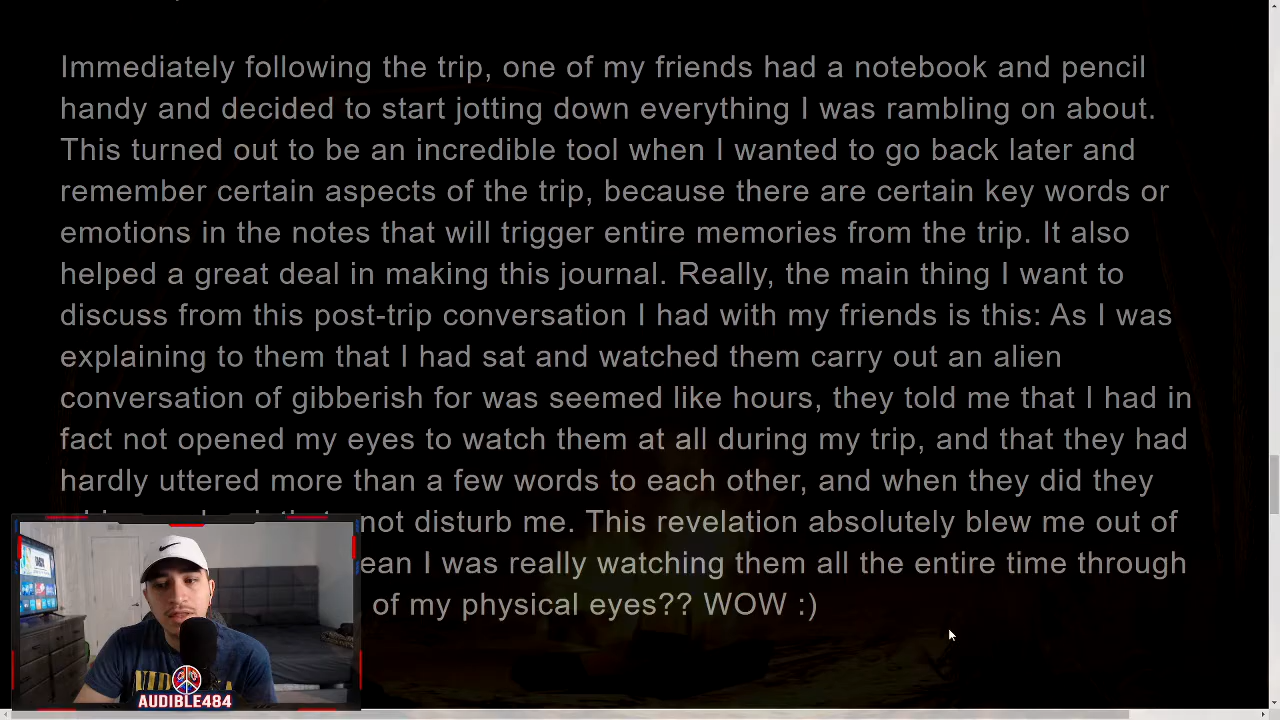 Immediately following the trip, one of my friends had a notebook and pencil
handy and decided to start jotting down everything I was rambling on about.
This turned out to be an incredible tool when I wanted to go back later and
remember certain aspects of the trip, because there are certain key words or
emotions in the notes that will trigger entire memories from the trip. It also
helped a great deal in making this journal. Really, the main thing I want to
discuss from this post-trip conversation I had with my friends is this: As I was
explaining to them that I had sat and watched them carry out an alien
conversation of gibberish for was seemed like hours, they told me that I had in
fact not opened my eyes to watch them at all during my trip, and that they had
hardly uttered more than a few words to each other, and when they did they
not disturb me. This revelation absolutely blew me out of
ean I was really watching them all the entire time through
of my physical eyes?? WOW :)
AUDIBLE484